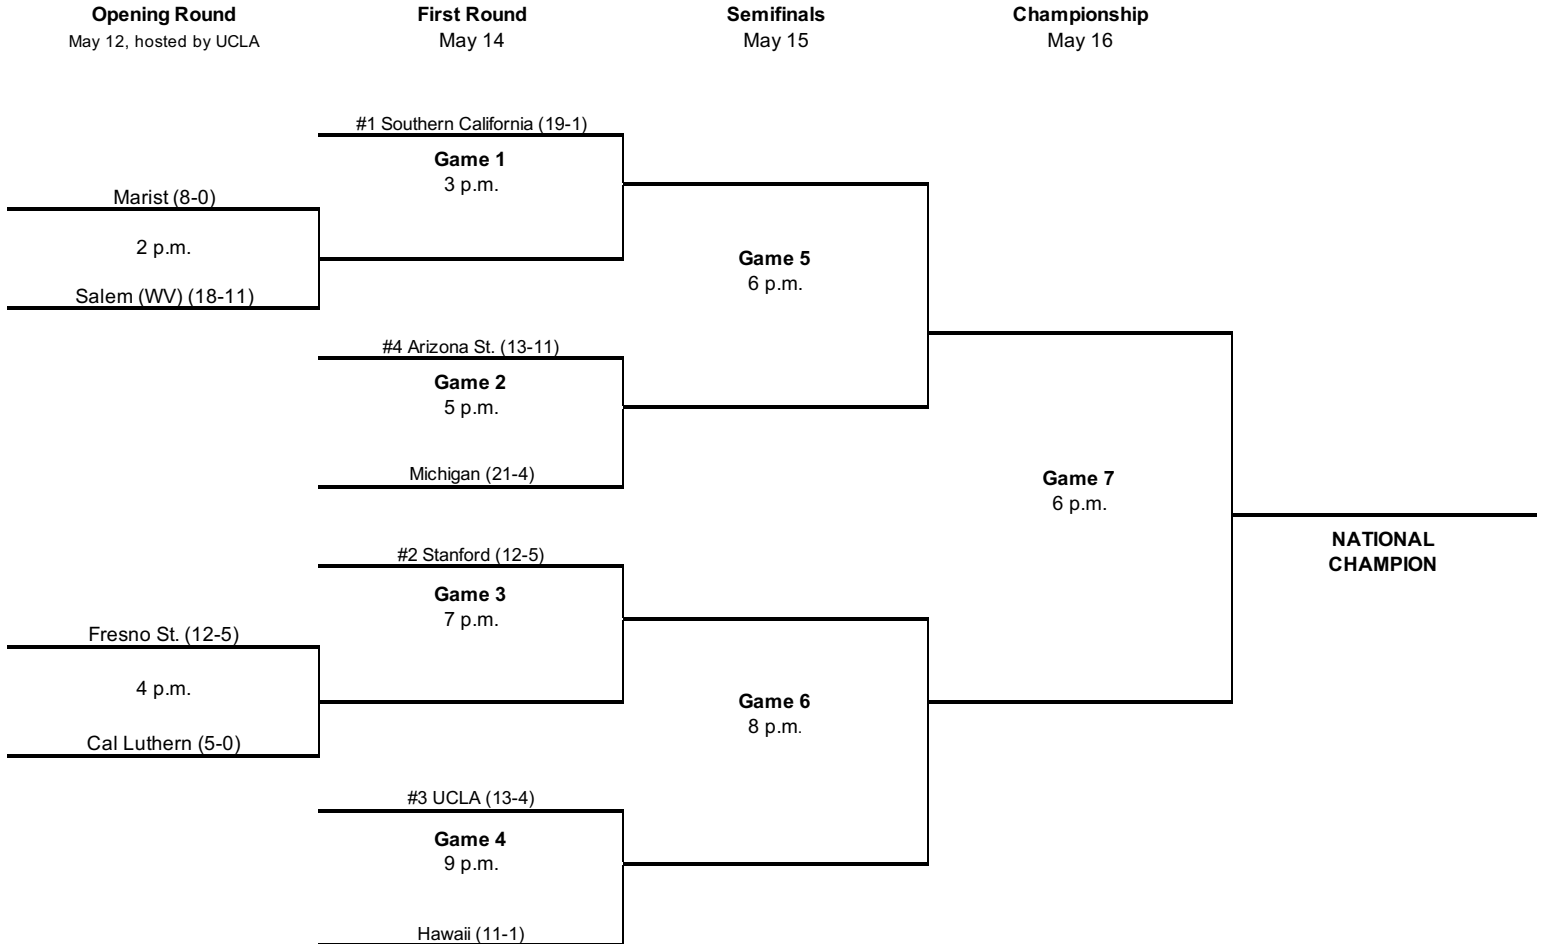 Opening Round
May 12, hosted by UCLA
First Round
May 14
Semifinals
May 15
Championship
May 16
#1 Southern California (19-1)
Game 1
3 p.m.
Marist (8-0)
2 p.m.
Salem (WV) (18-11)
Game 5
6 p.m.
#4 Arizona St. (13-11)
Game 2
5 p.m.
Michigan (21-4)
Game 7
6 p.m.
NATIONAL
CHAMPION
#2 Stanford (12-5)
Game 3
7 p.m.
Fresno St. (12-5)
4 p.m.
Cal Luthern (5-0)
Game 6
8 p.m.
#3 UCLA (13-4)
Game 4
9 p.m.
Hawaii (11-1)